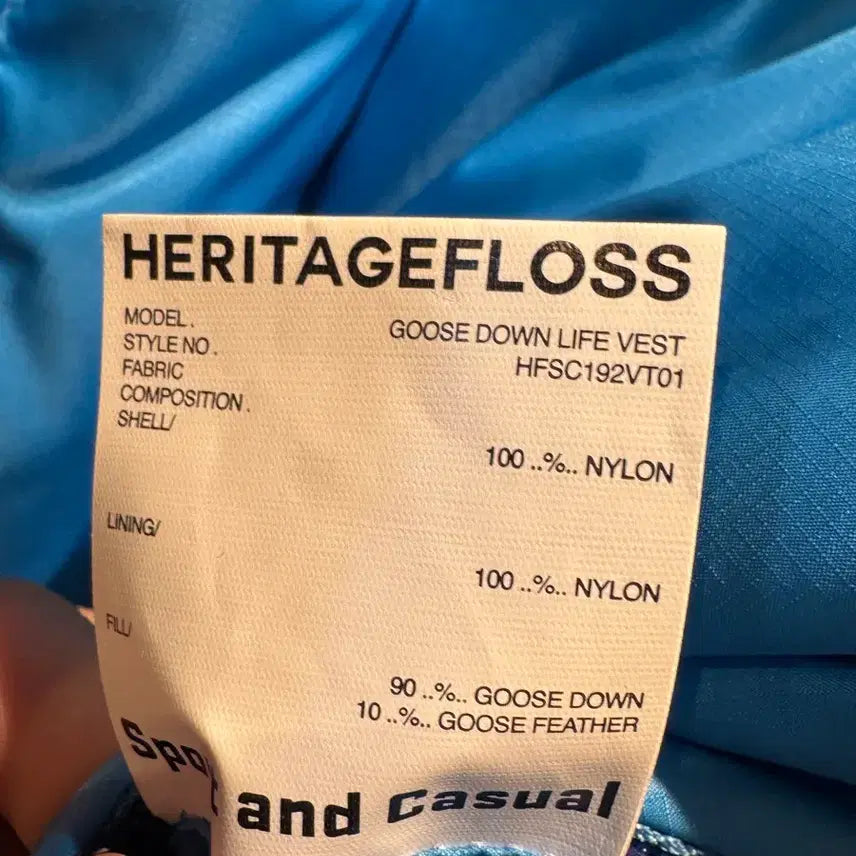 HERITAGEFLOSS
MODEL. GOOSE DOWN LIFE VEST
STYLE NO. HFSC192VT01
FABRIC
COMPOSITION.
SHELL/
100 ..%.. NYLON
LINING/
100 ..%.. NYLON
FILL/
90 ..%.. GOOSE DOWN
10 ..%.. GOOSE FEATHER
Sport and Casual